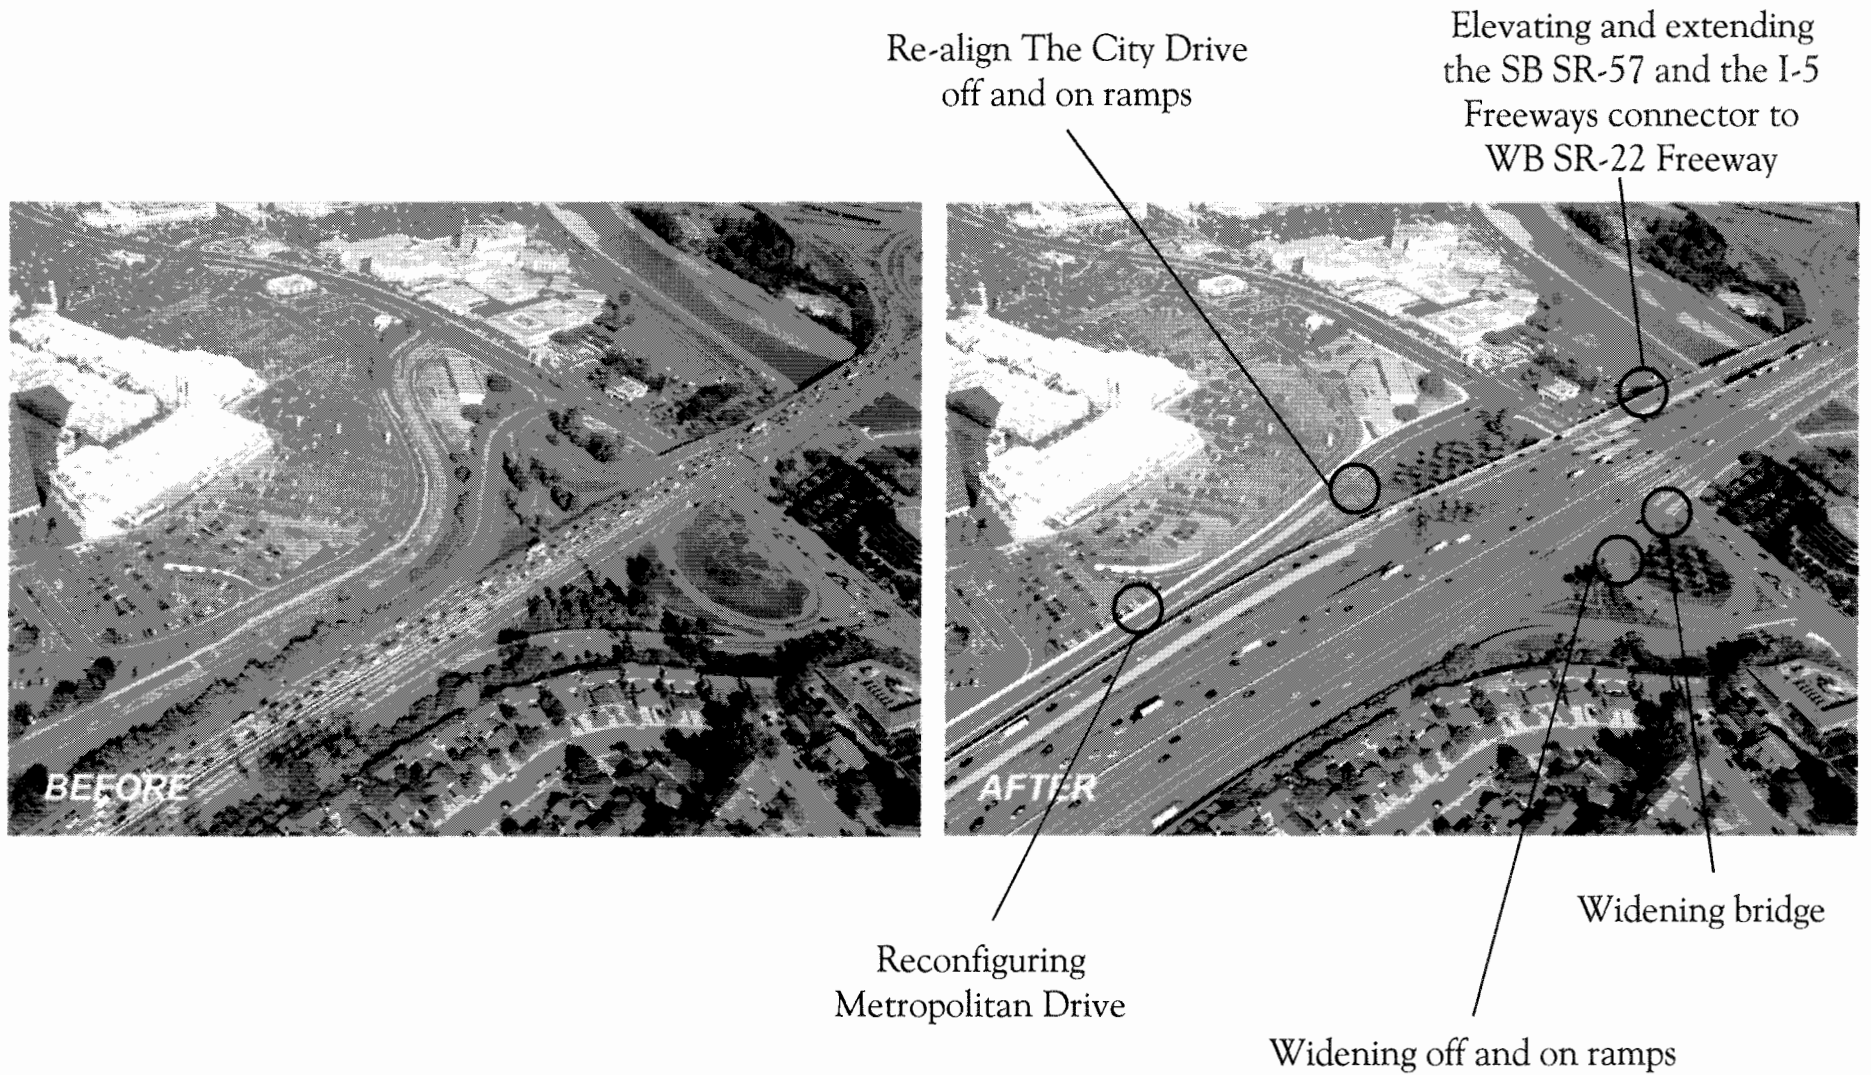 Re-align The City Drive
off and on ramps
Elevating and extending
the SB SR-57 and the I-5
Freeways connector to
WB SR-22 Freeway
BEFORE
AFTER
Widening bridge
Reconfiguring
Metropolitan Drive
Widening off and on ramps